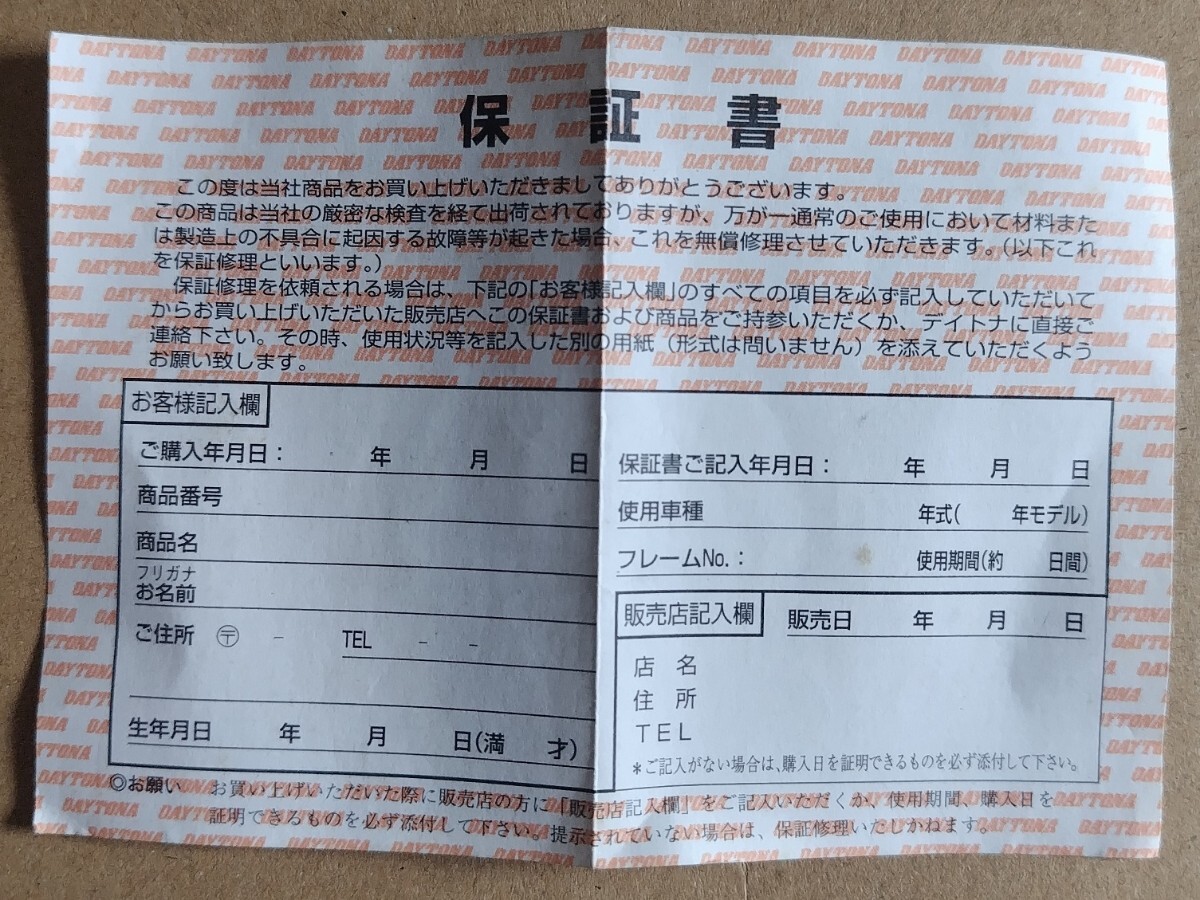 保証書
この度は当社商品をお買い上げいただきましてありがとうございます。
この商品は当社の厳密な検査を経て出荷されておりますが、万が一通常のご使用において材料また
は製造上の不具合に起因する故障等が起きた場合、これを無償修理させていただきます。（以下これ
を保証修理といいます。）
保証修理を依頼される場合は、下記の「お客様記入欄」のすべての項目を必ず記入していただいて
からお買い上げいただいた販売店へこの保証書および商品をご持参いただくか、デイトナに直接ご
連絡下さい。その時、使用状況等を記入した別の用紙（形式は問いません）を添えていただくよう
お願い致します。
お客様記入欄
ご購入年月日： 年 月 日
商品番号
商品名
フリガナ
お名前
ご住所 〒 － TEL － －
生年月日 年 月 日(満 才)
保証書ご記入年月日： 年 月 日
使用車種 年式( 年モデル)
フレームNo.： 使用期間(約 日間)
販売店記入欄 販売日 年 月 日
店名
住所
TEL
＊ご記入がない場合は、購入日を証明できるものを必ず添付して下さい。
◎お願い お買い上げいただいた際に販売店の方に「販売店記入欄」をご記入いただくか、使用期間、購入日を
証明できるものを必ず添付して下さい。提示されていない場合は、保証修理いたしかねます。
DAYTONA